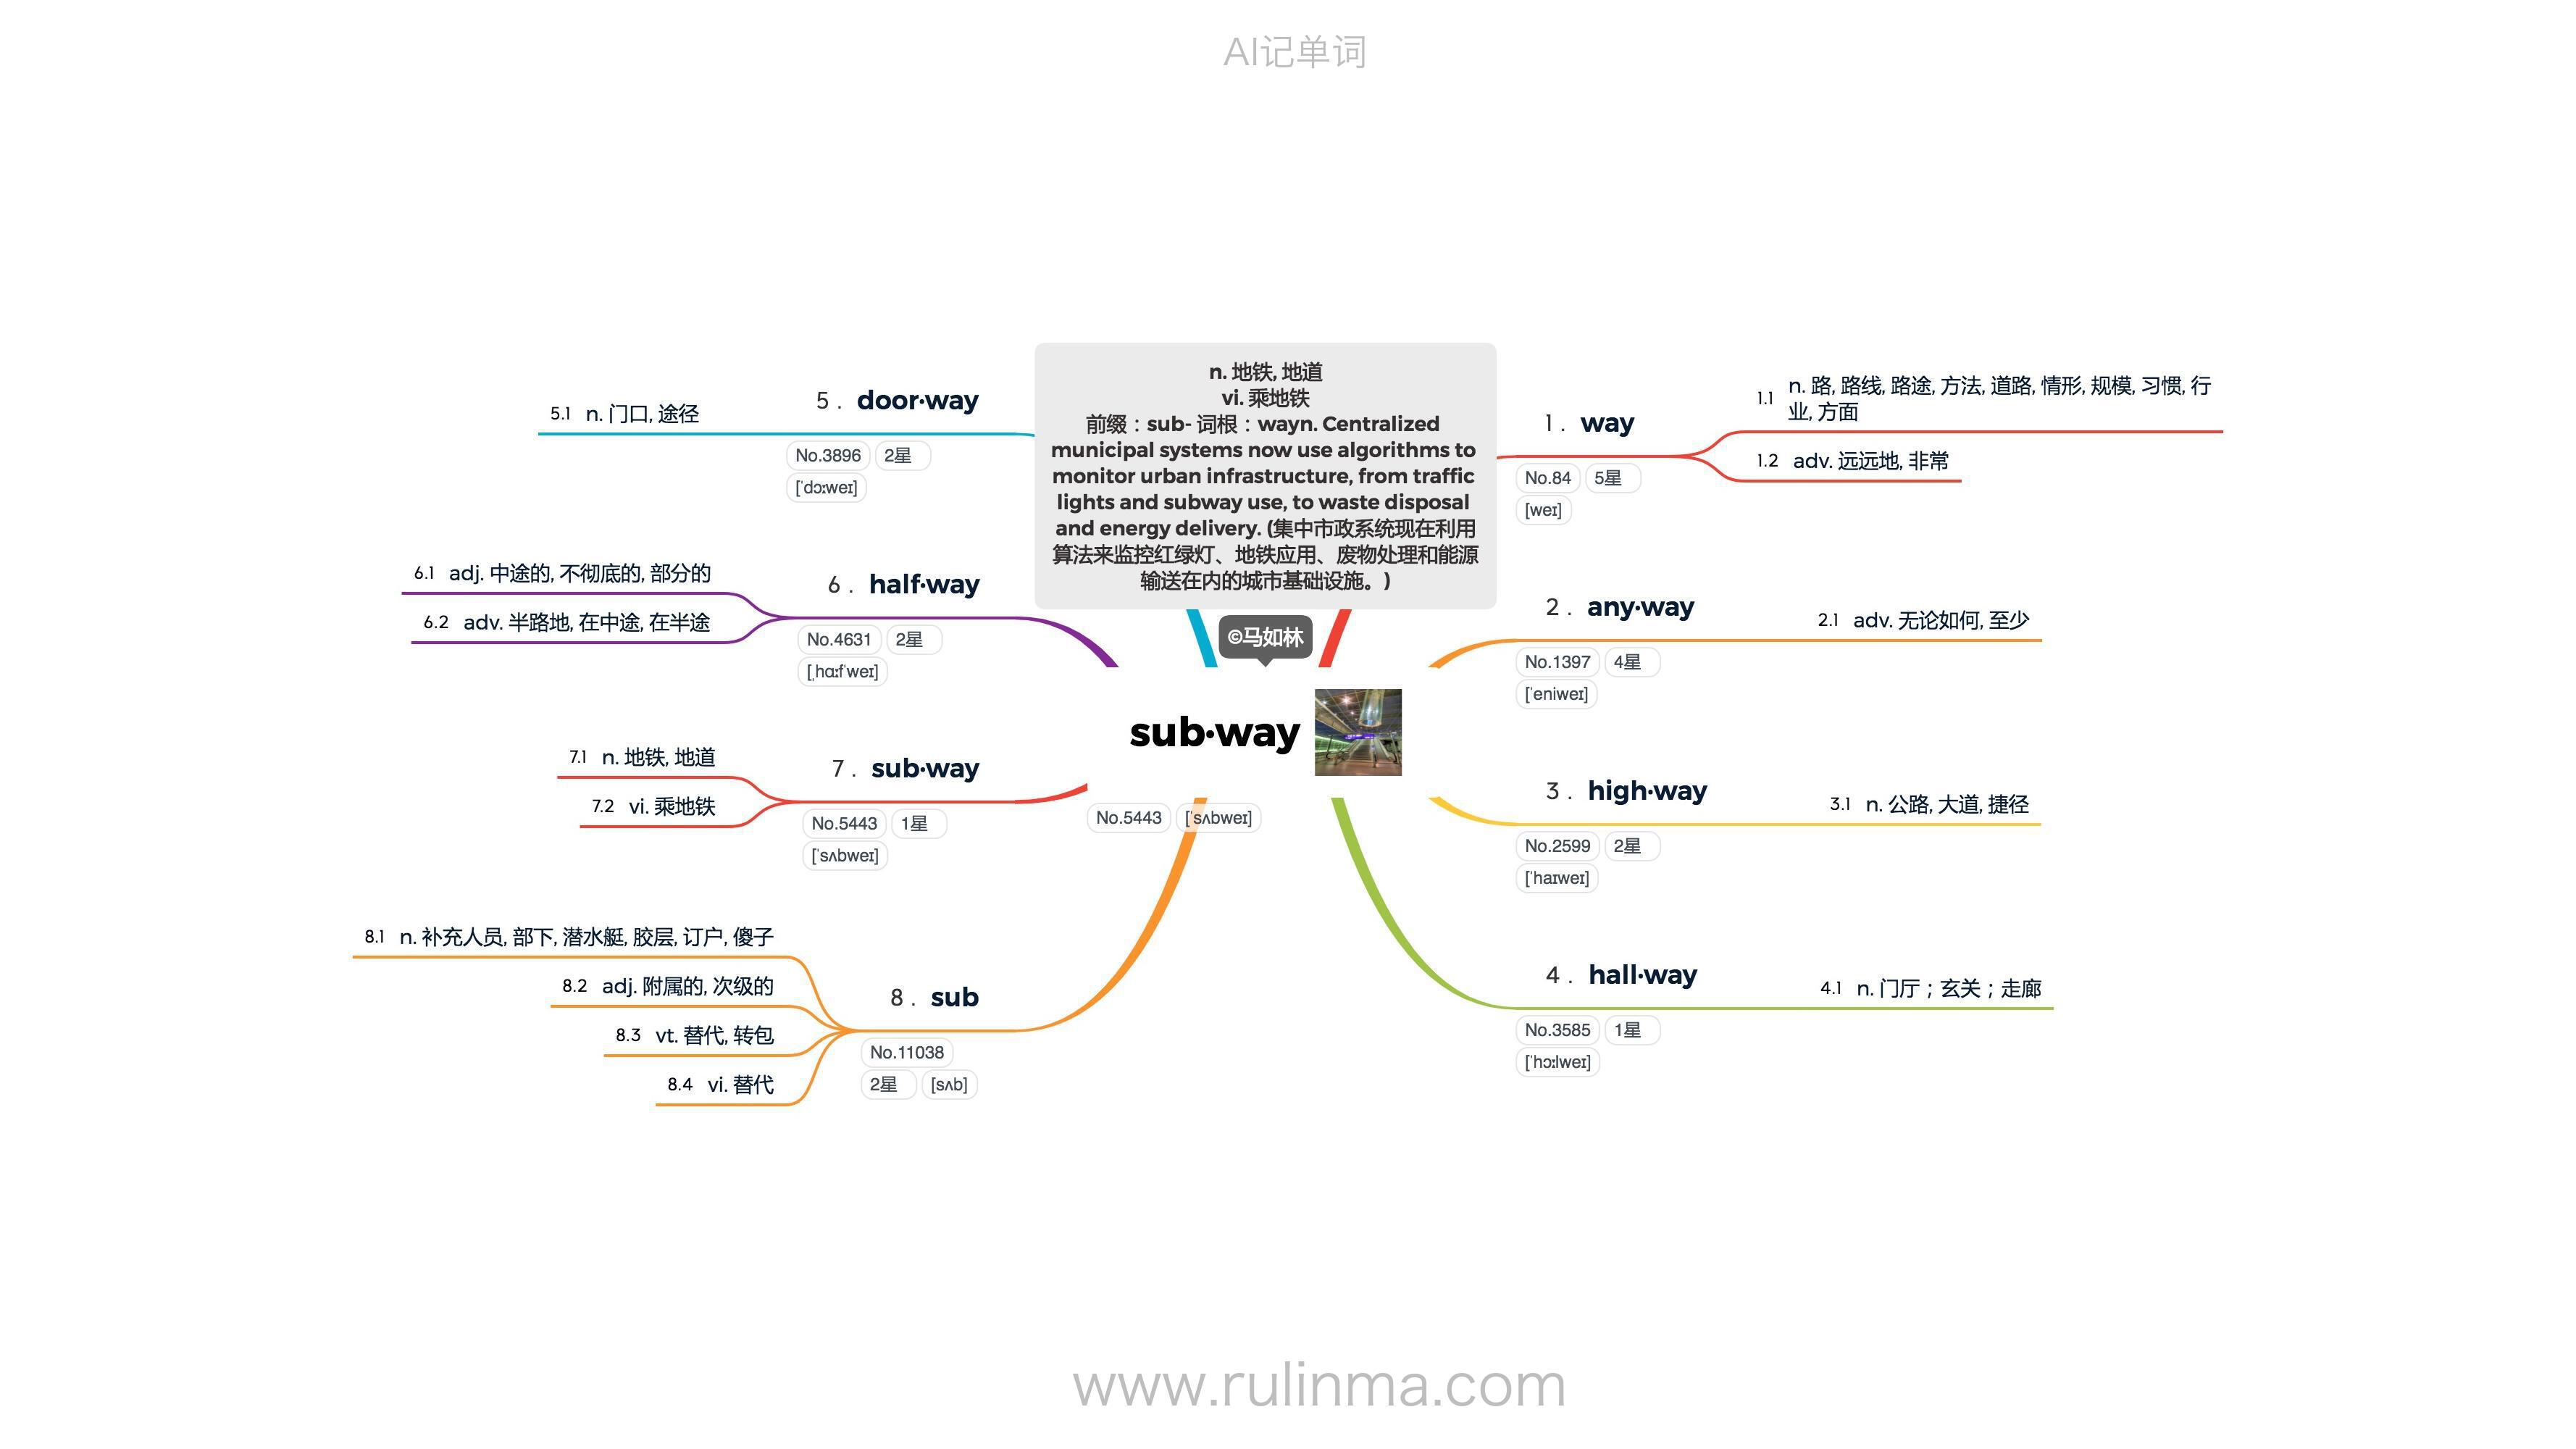 AI记单词
n. 地铁, 地道
vi. 乘地铁
前缀：sub- 词根：wayn. Centralized
municipal systems now use algorithms to
monitor urban infrastructure, from traffic
lights and subway use, to waste disposal
and energy delivery. (集中市政系统现在利用
算法来监控红绿灯、地铁应用、废物处理和能源
输送在内的城市基础设施。)
©马如林
sub·way
No.5443 [ˈsʌbweɪ]
1. way
No.84 5星
[weɪ]
1.1 n. 路, 路线, 路途, 方法, 道路, 情形, 规模, 习惯, 行
业, 方面
1.2 adv. 远远地, 非常
2. any·way
No.1397 4星
[ˈeniweɪ]
2.1 adv. 无论如何, 至少
3. high·way
No.2599 2星
[ˈhaɪweɪ]
3.1 n. 公路, 大道, 捷径
4. hall·way
No.3585 1星
[ˈhɔːlweɪ]
4.1 n. 门厅；玄关；走廊
5. door·way
No.3896 2星
[ˈdɔːweɪ]
5.1 n. 门口, 途径
6. half·way
No.4631 2星
[ˌhɑːfˈweɪ]
6.1 adj. 中途的, 不彻底的, 部分的
6.2 adv. 半路地, 在中途, 在半途
7. sub·way
No.5443 1星
[ˈsʌbweɪ]
7.1 n. 地铁, 地道
7.2 vi. 乘地铁
8. sub
No.11038
2星 [sʌb]
8.1 n. 补充人员, 部下, 潜水艇, 胶层, 订户, 傻子
8.2 adj. 附属的, 次级的
8.3 vt. 替代, 转包
8.4 vi. 替代
www.rulinma.com